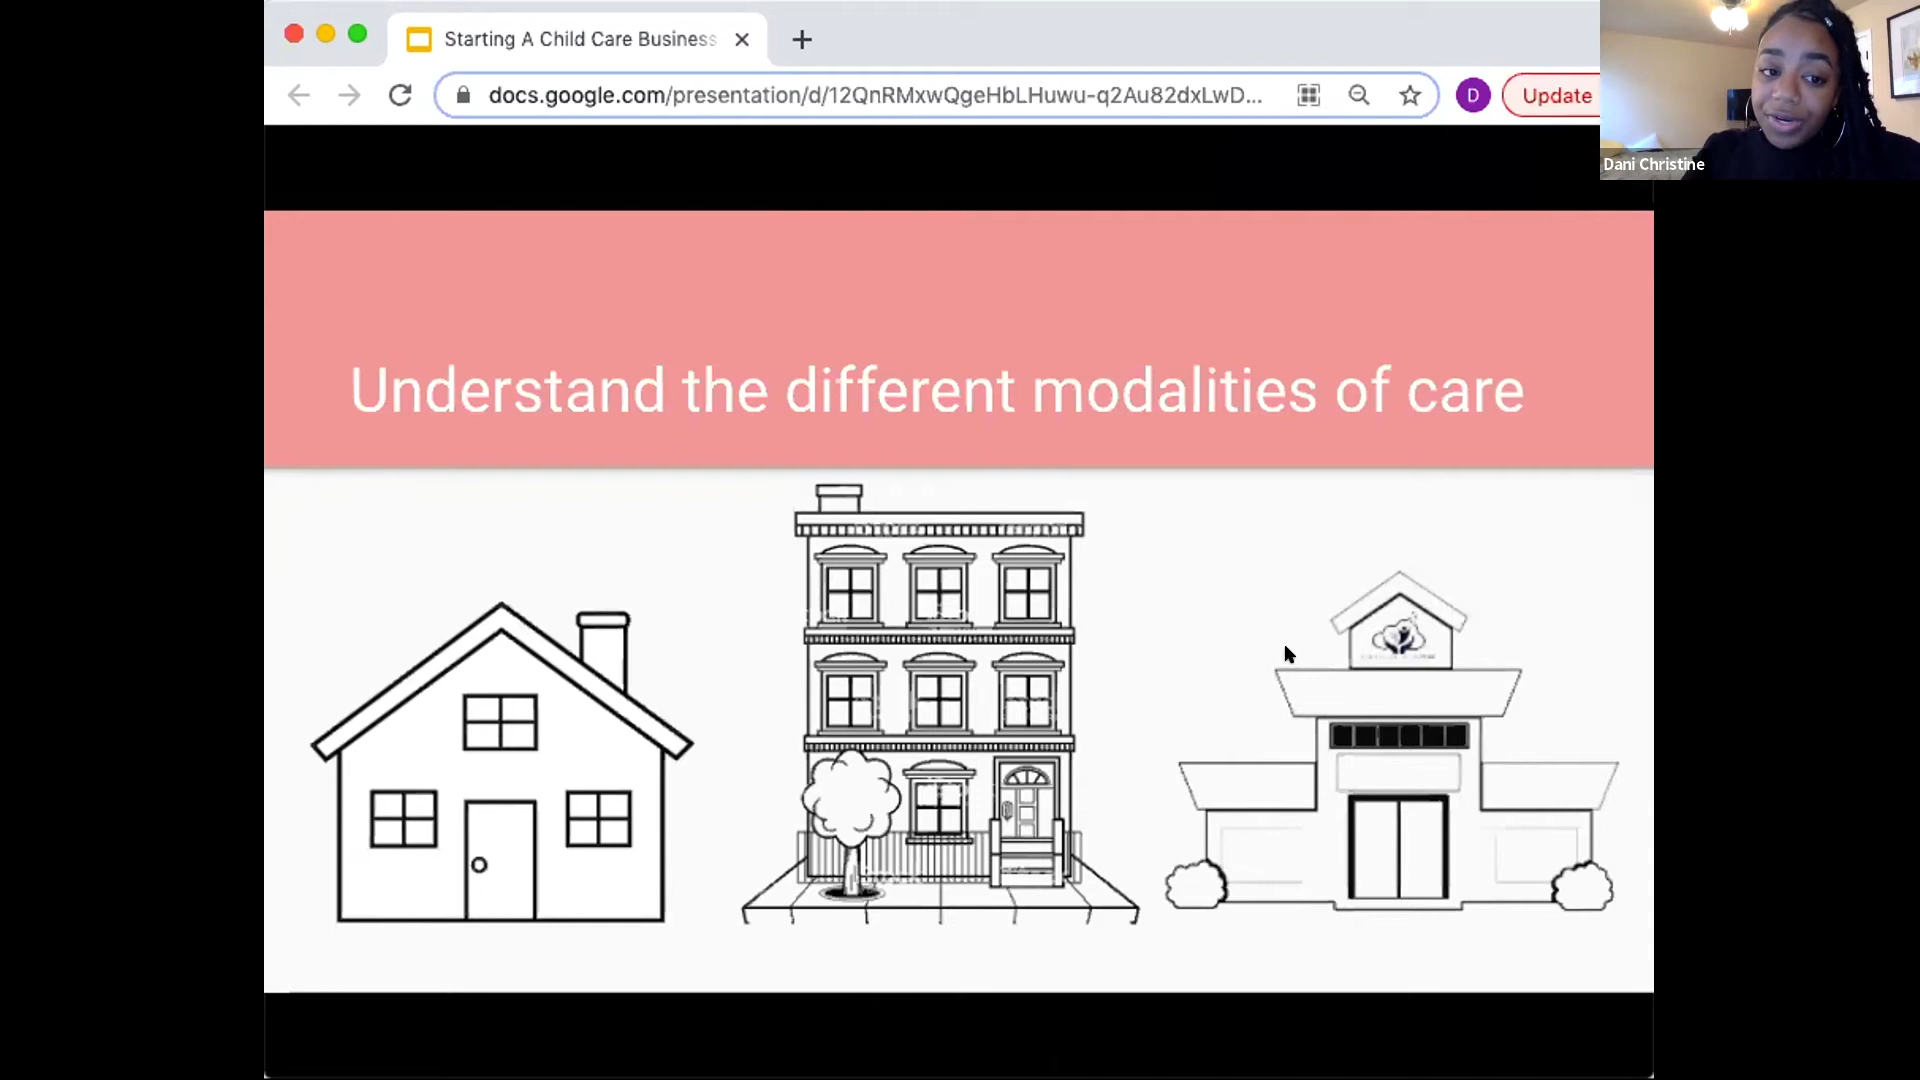 Starting A Child Care Business
docs.google.com/presentation/d/12QnRMxwQgeHbLHuwu-q2Au82dxLwD...
D
Update
Dani Christine
Understand the different modalities of care